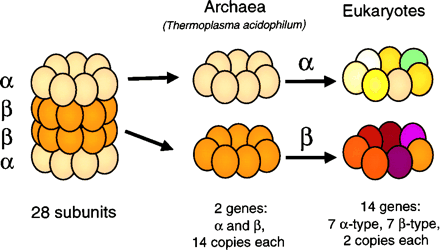 Archaea
(Thermoplasma acidophilum)
Eukaryotes
α
β
β
α
α
β
28 subunits
2 genes:
α and β,
14 copies each
14 genes:
7 α-type, 7 β-type,
2 copies each